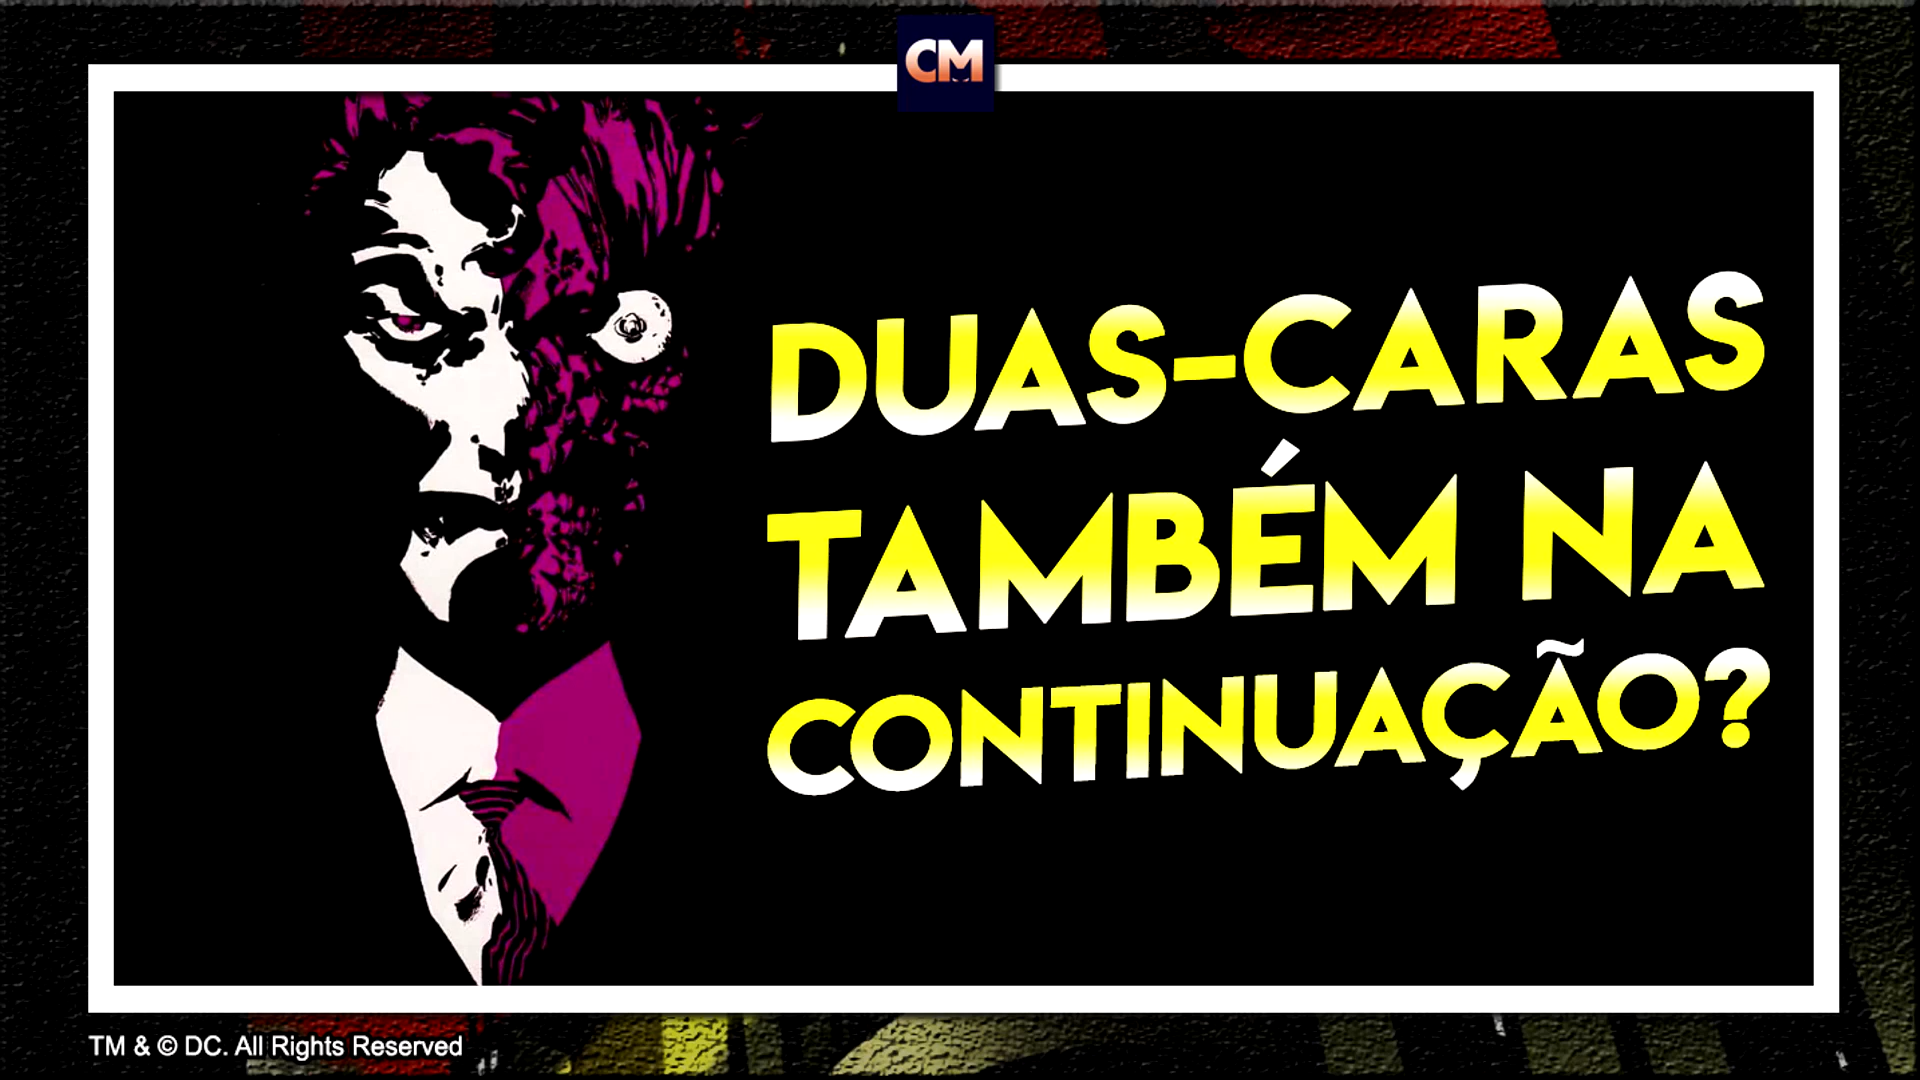 CM
DUAS-CARAS
TAMBÉM NA
CONTINUAÇÃO?
TM & © DC. All Rights Reserved